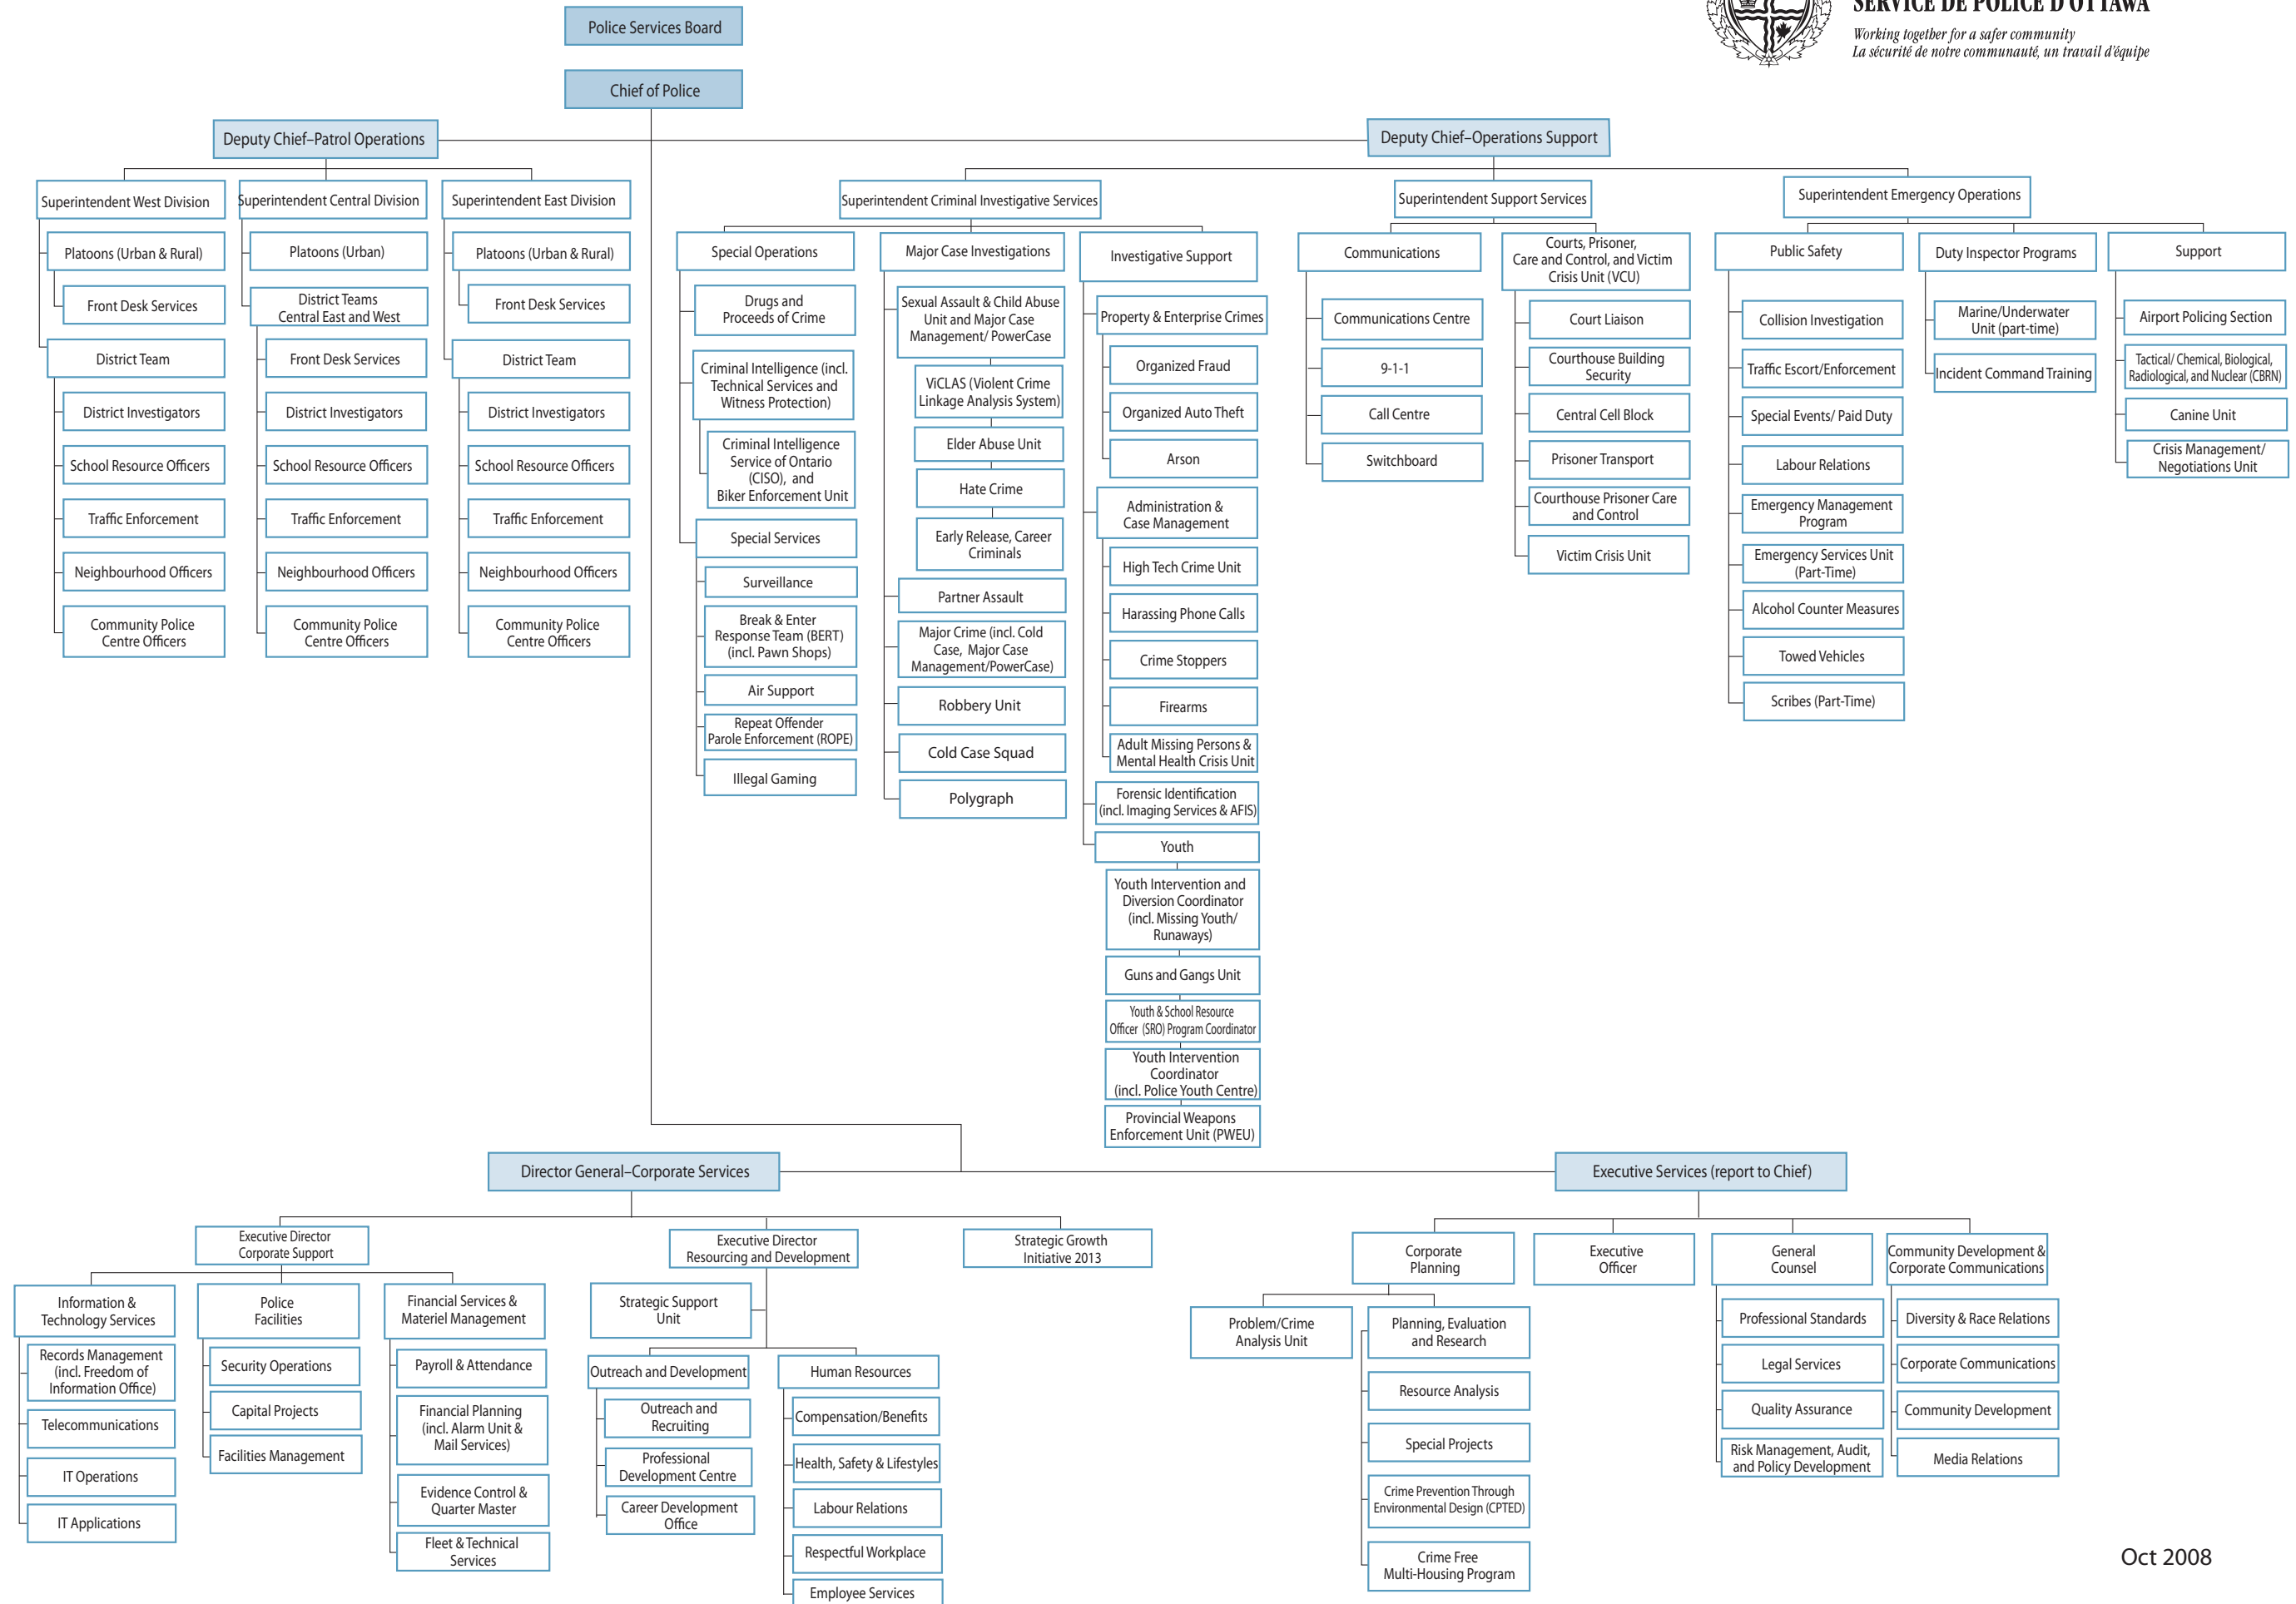 SERVICE DE POLICE D'OTTAWA
Working together for a safer community
La sécurité de notre communauté, un travail d'équipe
Police Services Board
Chief of Police
Deputy Chief–Patrol Operations
Deputy Chief–Operations Support
Superintendent West Division
Platoons (Urban & Rural)
Front Desk Services
District Team
District Investigators
School Resource Officers
Traffic Enforcement
Neighbourhood Officers
Community Police
Centre Officers
Superintendent Central Division
Platoons (Urban)
District Teams
Central East and West
Front Desk Services
District Investigators
School Resource Officers
Traffic Enforcement
Neighbourhood Officers
Community Police
Centre Officers
Superintendent East Division
Platoons (Urban & Rural)
Front Desk Services
District Team
District Investigators
School Resource Officers
Traffic Enforcement
Neighbourhood Officers
Community Police
Centre Officers
Superintendent Criminal Investigative Services
Special Operations
Drugs and
Proceeds of Crime
Criminal Intelligence (incl.
Technical Services and
Witness Protection)
Criminal Intelligence
Service of Ontario
(CISO), and
Biker Enforcement Unit
Special Services
Surveillance
Break & Enter
Response Team (BERT)
(incl. Pawn Shops)
Air Support
Repeat Offender
Parole Enforcement (ROPE)
Illegal Gaming
Major Case Investigations
Sexual Assault & Child Abuse
Unit and Major Case
Management/ PowerCase
ViCLAS (Violent Crime
Linkage Analysis System)
Elder Abuse Unit
Hate Crime
Early Release, Career
Criminals
Partner Assault
Major Crime (incl. Cold
Case, Major Case
Management/PowerCase)
Robbery Unit
Cold Case Squad
Polygraph
Investigative Support
Property & Enterprise Crimes
Organized Fraud
Organized Auto Theft
Arson
Administration &
Case Management
High Tech Crime Unit
Harassing Phone Calls
Crime Stoppers
Firearms
Adult Missing Persons &
Mental Health Crisis Unit
Forensic Identification
(incl. Imaging Services & AFIS)
Youth
Youth Intervention and
Diversion Coordinator
(incl. Missing Youth/
Runaways)
Guns and Gangs Unit
Youth & School Resource
Officer (SRO) Program Coordinator
Youth Intervention
Coordinator
(incl. Police Youth Centre)
Provincial Weapons
Enforcement Unit (PWEU)
Superintendent Support Services
Communications
Communications Centre
9-1-1
Call Centre
Switchboard
Courts, Prisoner,
Care and Control, and Victim
Crisis Unit (VCU)
Court Liaison
Courthouse Building
Security
Central Cell Block
Prisoner Transport
Courthouse Prisoner Care
and Control
Victim Crisis Unit
Superintendent Emergency Operations
Public Safety
Collision Investigation
Traffic Escort/Enforcement
Special Events/ Paid Duty
Labour Relations
Emergency Management
Program
Emergency Services Unit
(Part-Time)
Alcohol Counter Measures
Towed Vehicles
Scribes (Part-Time)
Duty Inspector Programs
Marine/Underwater
Unit (part-time)
Incident Command Training
Support
Airport Policing Section
Tactical/ Chemical, Biological,
Radiological, and Nuclear (CBRN)
Canine Unit
Crisis Management/
Negotiations Unit
Director General–Corporate Services
Executive Services (report to Chief)
Executive Director
Corporate Support
Information &
Technology Services
Records Management
(incl. Freedom of
Information Office)
Telecommunications
IT Operations
IT Applications
Police
Facilities
Security Operations
Capital Projects
Facilities Management
Financial Services &
Materiel Management
Payroll & Attendance
Financial Planning
(incl. Alarm Unit &
Mail Services)
Evidence Control &
Quarter Master
Fleet & Technical
Services
Executive Director
Resourcing and Development
Strategic Support
Unit
Outreach and Development
Outreach and
Recruiting
Professional
Development Centre
Career Development
Office
Human Resources
Compensation/Benefits
Health, Safety & Lifestyles
Labour Relations
Respectful Workplace
Employee Services
Strategic Growth
Initiative 2013
Corporate
Planning
Problem/Crime
Analysis Unit
Planning, Evaluation
and Research
Resource Analysis
Special Projects
Crime Prevention Through
Environmental Design (CPTED)
Crime Free
Multi-Housing Program
Executive
Officer
General
Counsel
Professional Standards
Legal Services
Quality Assurance
Risk Management, Audit,
and Policy Development
Community Development &
Corporate Communications
Diversity & Race Relations
Corporate Communications
Community Development
Media Relations
Oct 2008